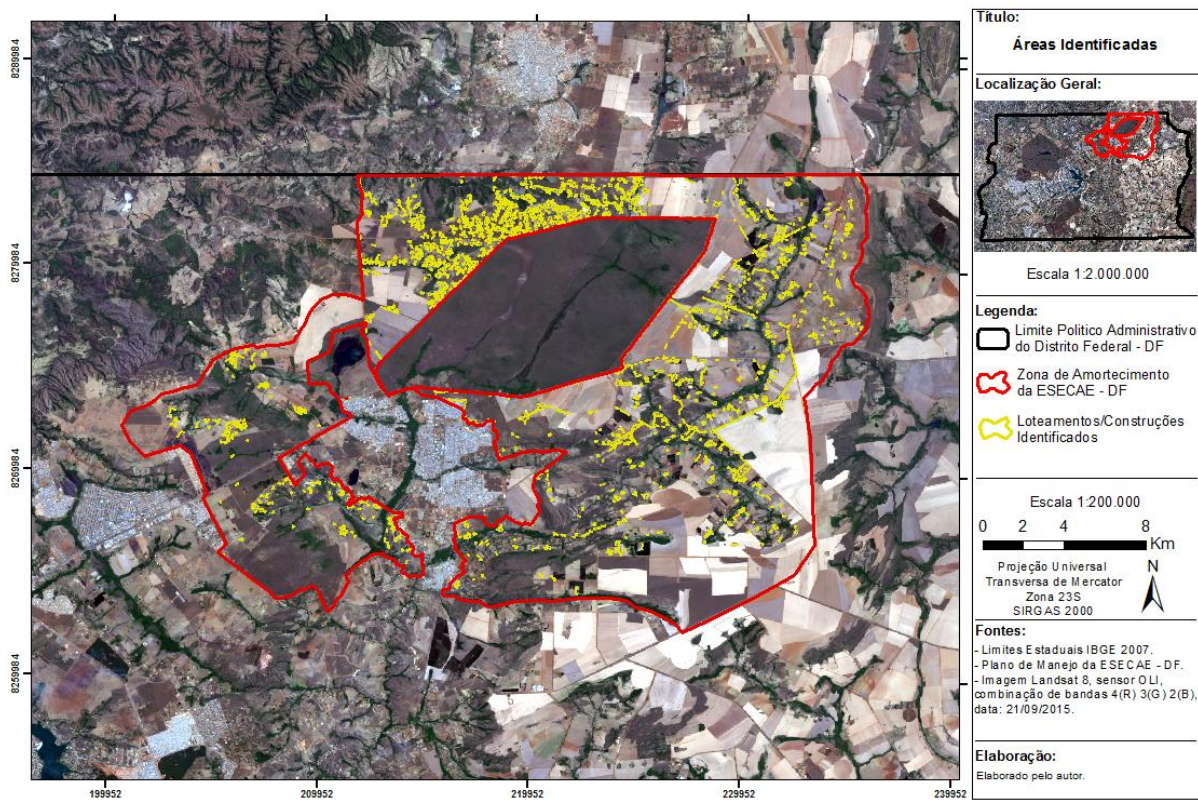 Título:
Áreas Identificadas
Localização Geral:
Escala 1:2.000.000
Legenda:
Limite Politico Administrativo
do Distrito Federal - DF
Zona de Amortecimento
da ESECAE - DF
Loteamentos/Construções
Identificados
Escala 1:200.000
0 2 4 8
Km
Projeção Universal
Transversa de Mercator
Zona 23S
SIRGAS 2000
N
Fontes:
- Limites Estaduais IBGE 2007.
- Plano de Manejo da ESECAE - DF.
- Imagem Landsat 8, sensor OLI,
combinação de bandas 4(R) 3(G) 2(B),
data: 21/09/2015.
Elaboração:
Elaborado pelo autor.
8289984
8279984
8269984
8259984
199952 209952 219952 229952 239952